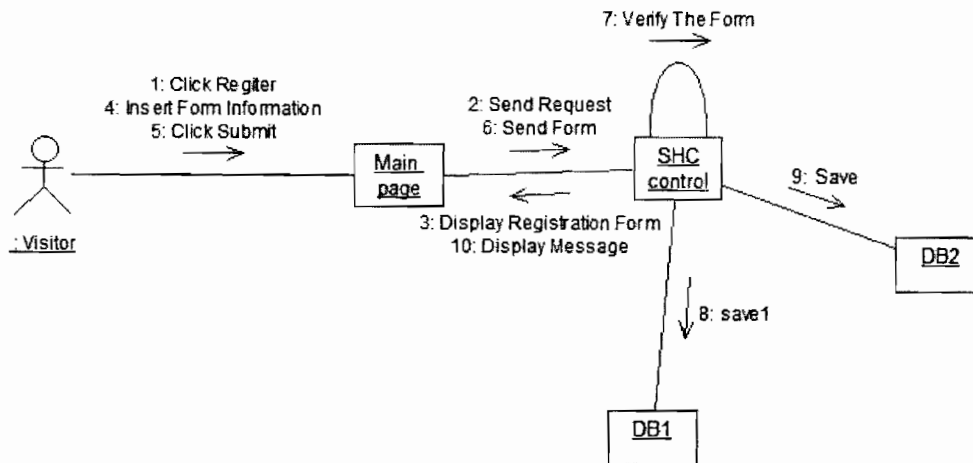 7: Verify The Form
1: Click Regiter
4: Insert Form Information
5: Click Submit
2: Send Request
6: Send Form
Main
page
SHC
control
9: Save
: Visitor
3: Display Registration Form
10: Display Message
DB2
8: save1
DB1